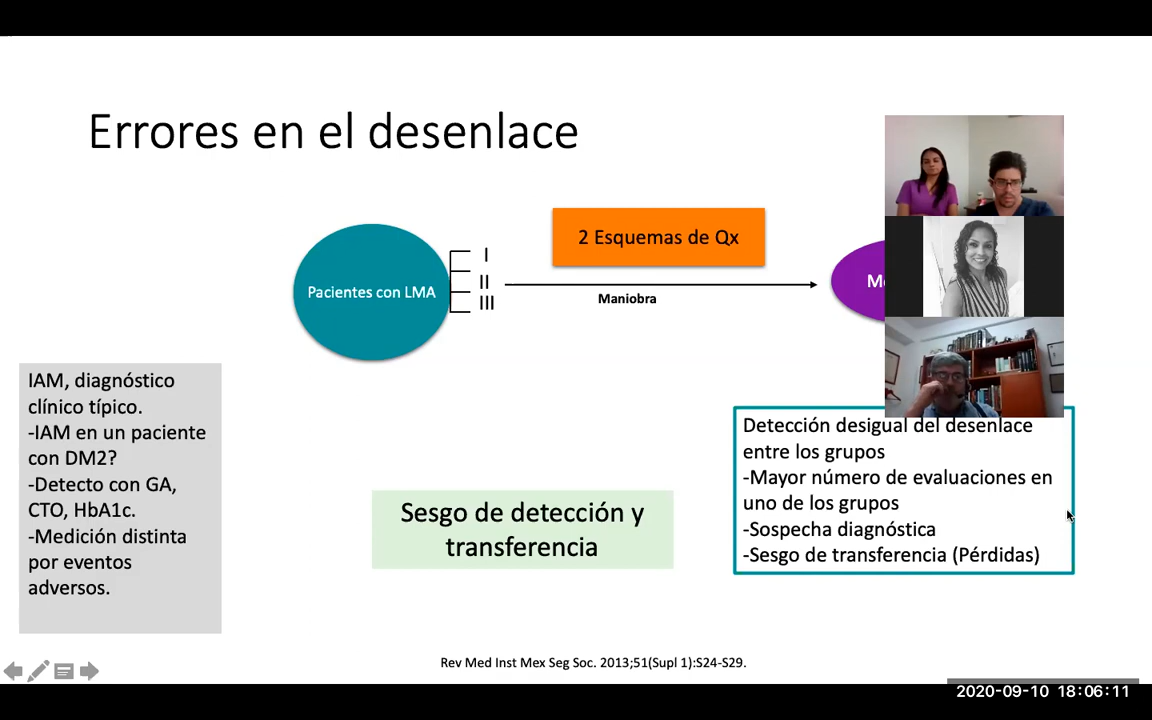 Errores en el desenlace
2 Esquemas de Qx
I
II
III
Pacientes con LMA
Maniobra
IAM, diagnóstico
clínico típico.
-IAM en un paciente
con DM2?
-Detecto con GA,
CTO, HbA1c.
-Medición distinta
por eventos
adversos.
Sesgo de detección y
transferencia
Detección desigual del desenlace
entre los grupos
-Mayor número de evaluaciones en
uno de los grupos
-Sospecha diagnóstica
-Sesgo de transferencia (Pérdidas)
Rev Med Inst Mex Seg Soc. 2013;51(Supl 1):S24-S29.
2020-09-10 18:06:11